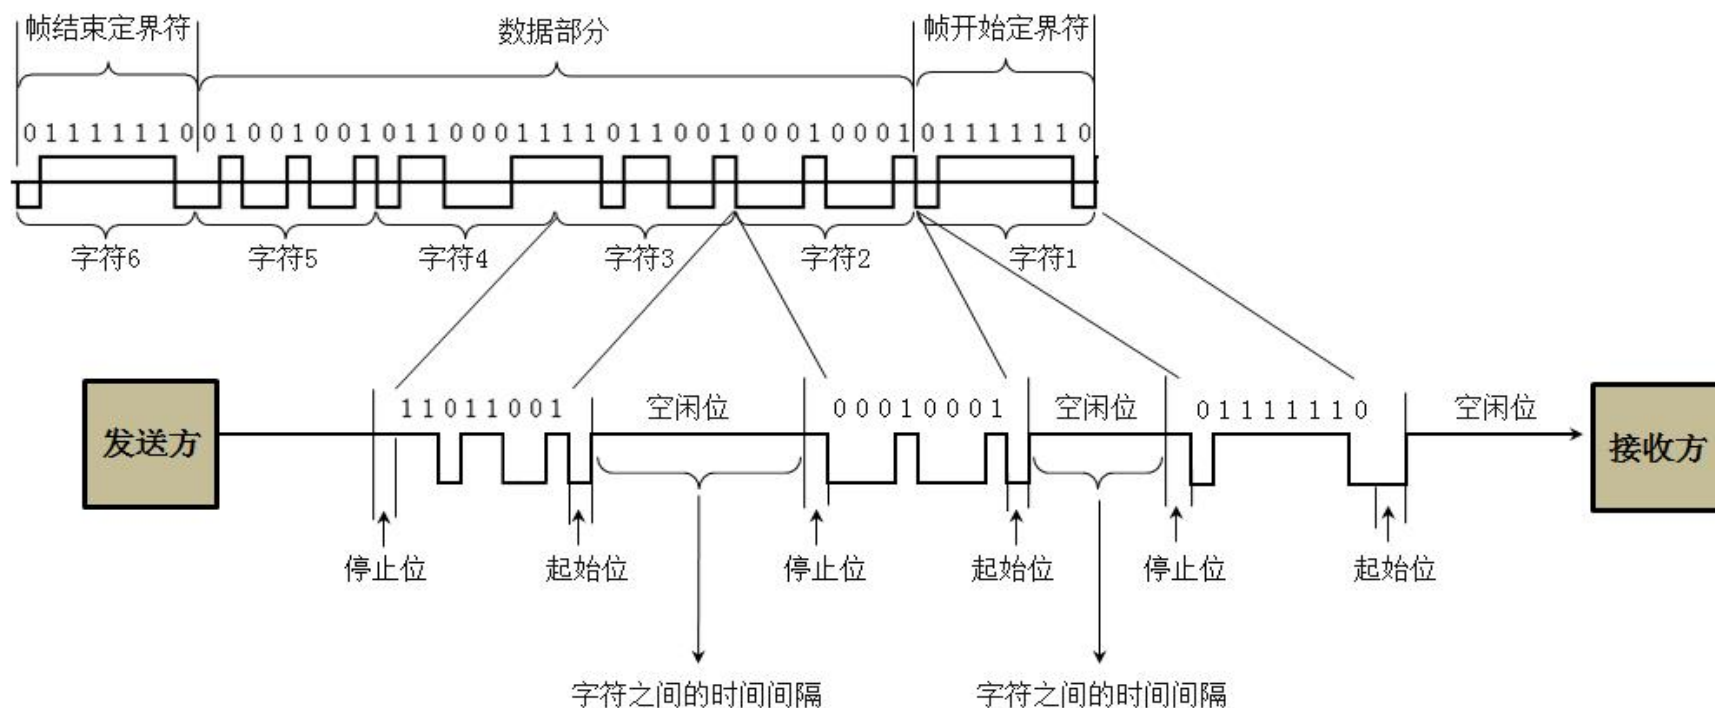 帧结束定界符 数据部分 帧开始定界符
0 1 1 1 1 1 1 0 0 1 0 0 1 0 0 1 0 1 1 0 0 0 1 1 1 1 0 1 1 0 0 1 0 0 0 1 0 0 0 1 0 1 1 1 1 1 1 0
字符6 字符5 字符4 字符3 字符2 字符1
1 1 0 1 1 0 0 1 空闲位 0 0 0 1 0 0 0 1 空闲位 0 1 1 1 1 1 1 0 空闲位
发送方 接收方
停止位 起始位 停止位 起始位 停止位 起始位
字符之间的时间间隔 字符之间的时间间隔